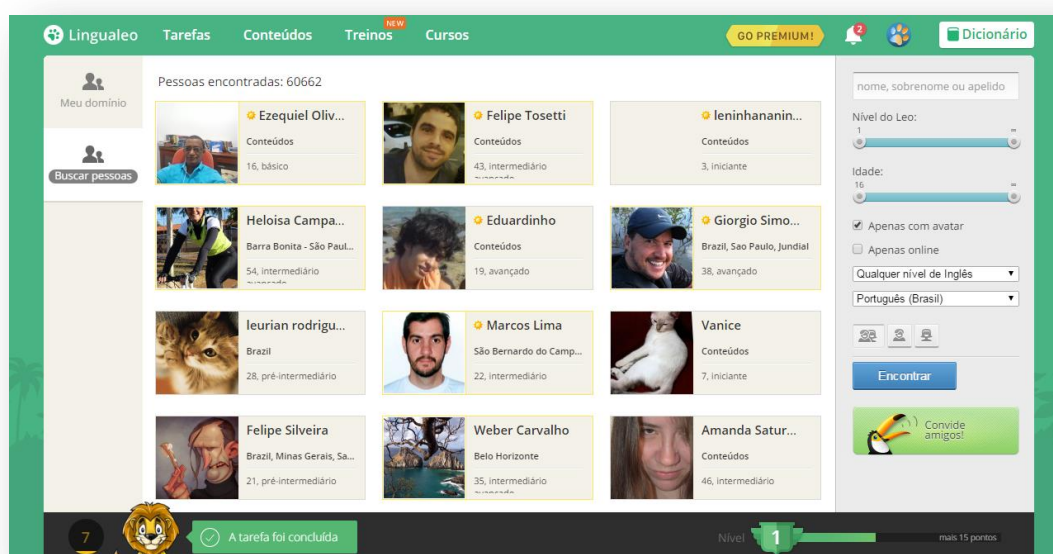 Lingualeo
Tarefas
Conteúdos
Treinos
NEW
Cursos
GO PREMIUM!
2
Dicionário
Meu domínio
Buscar pessoas
Pessoas encontradas: 60662
Ezequiel Oliv...
Conteúdos
16, básico
Felipe Tosetti
Conteúdos
43, intermediário
avançado
leninhananin...
Conteúdos
3, iniciante
Heloisa Campa...
Barra Bonita - São Paul...
54, intermediário
avançado
Eduardinho
Conteúdos
19, avançado
Giorgio Simo...
Brazil, Sao Paulo, Jundial
38, avançado
leurian rodrigu...
Brazil
28, pré-intermediário
Marcos Lima
São Bernardo do Camp...
22, intermediário
Vanice
Conteúdos
7, iniciante
Felipe Silveira
Brazil, Minas Gerais, Sa...
21, pré-intermediário
Weber Carvalho
Belo Horizonte
35, intermediário
avançado
Amanda Satur...
Conteúdos
46, intermediário
nome, sobrenome ou apelido
Nível do Leo:
1 ∞
Idade:
16 ∞
Apenas com avatar
Apenas online
Qualquer nível de Inglês
Português (Brasil)
Encontrar
Convide
amigos!
7
A tarefa foi concluída
Nível
1
mais 15 pontos